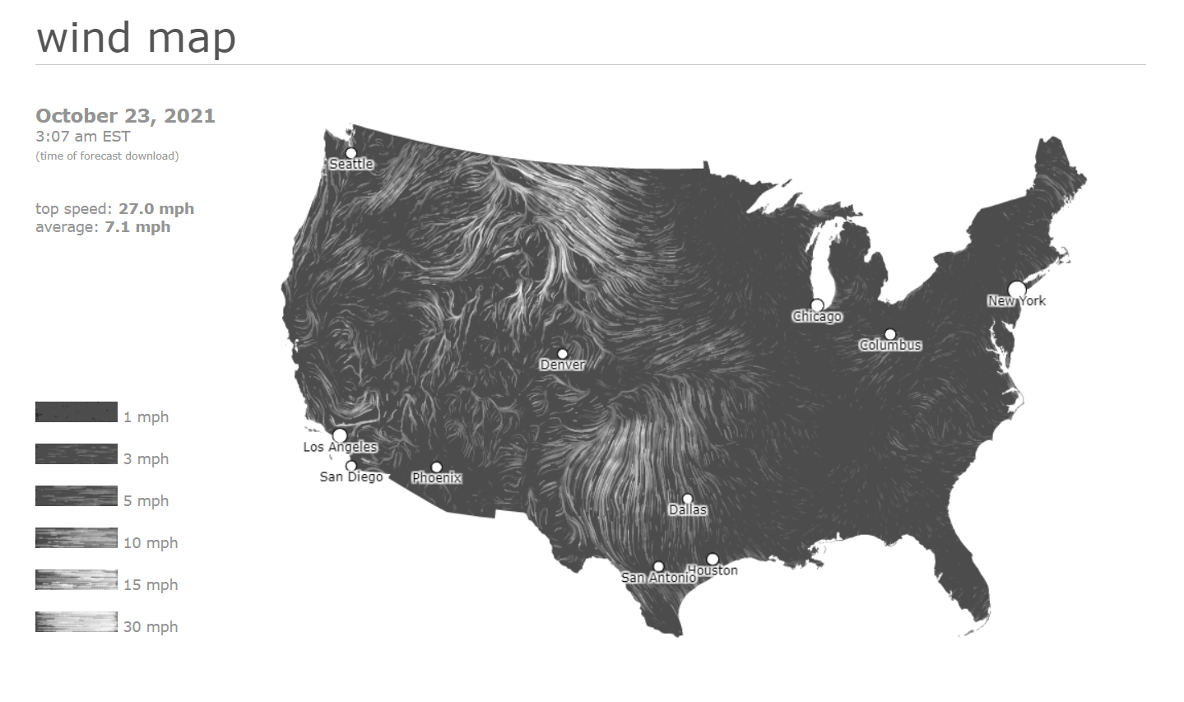 wind map
October 23, 2021
3:07 am EST
(time of forecast download)
top speed: 27.0 mph
average: 7.1 mph
1 mph
3 mph
5 mph
10 mph
15 mph
30 mph
Seattle
New York
Chicago
Columbus
Denver
Los Angeles
San Diego
Phoenix
Dallas
Houston
San Antonio